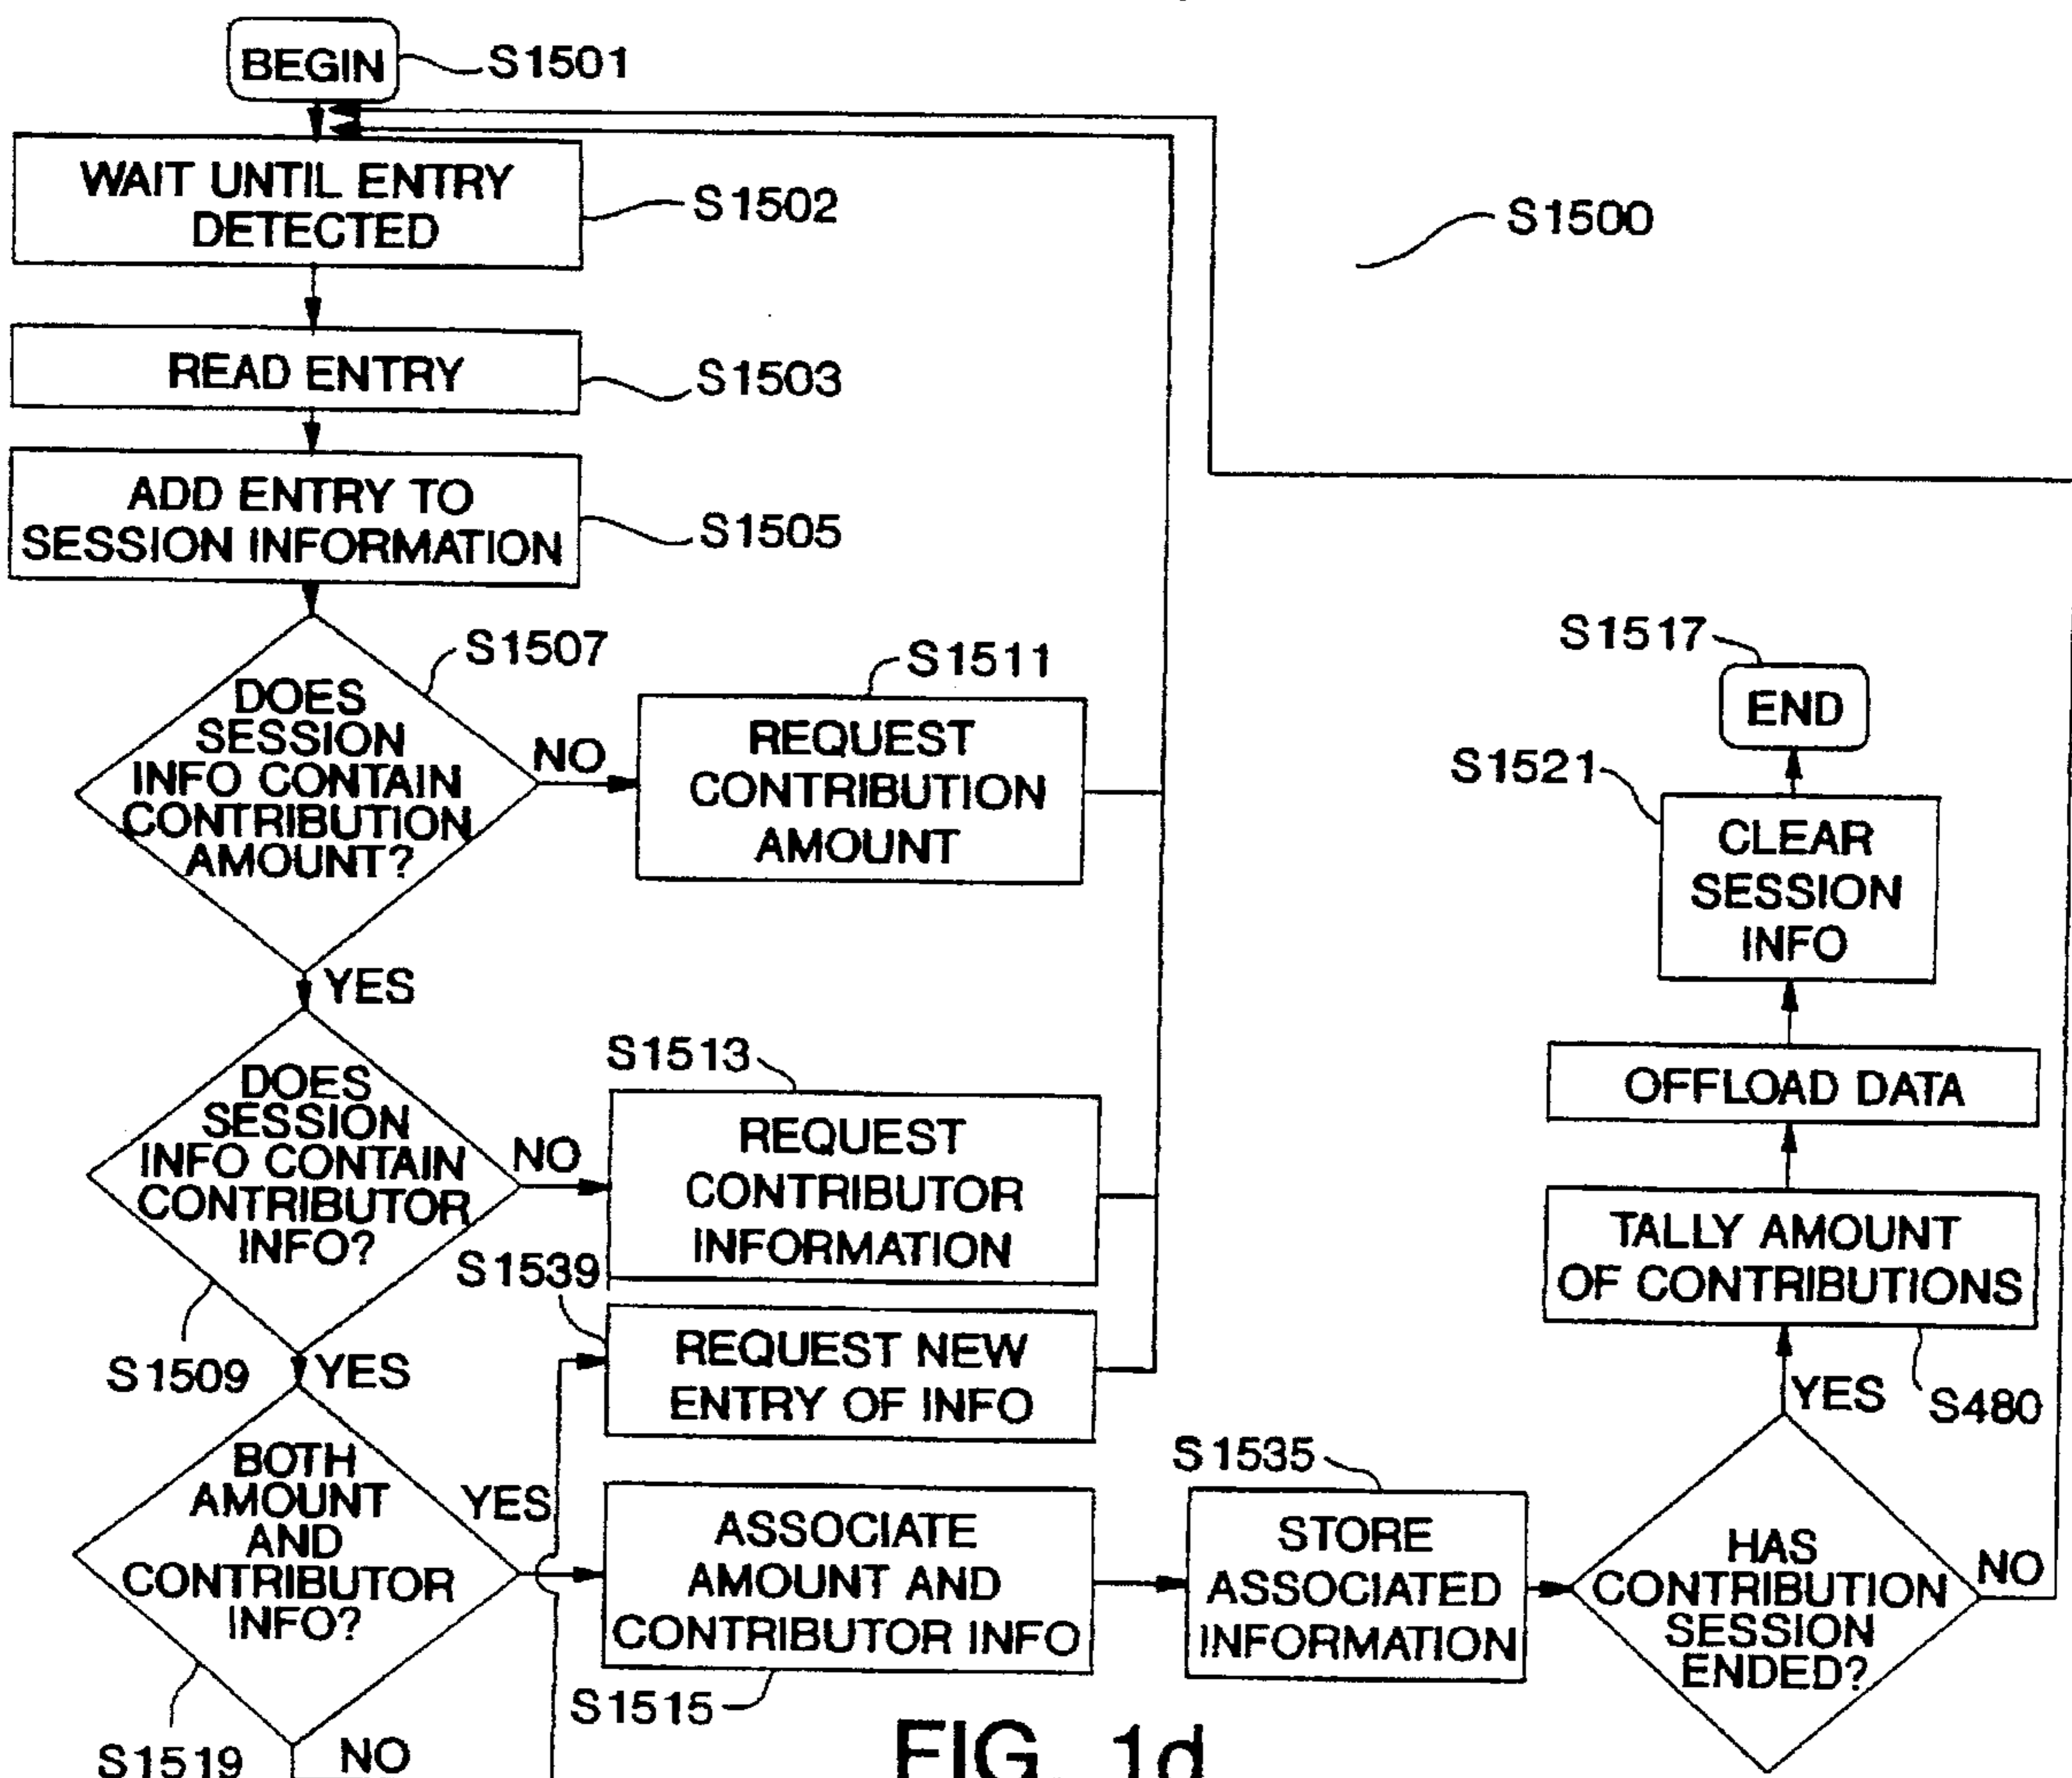 BEGIN
S1501
WAIT UNTIL ENTRY
DETECTED
S1502
S1500
READ ENTRY
S1503
ADD ENTRY TO
SESSION INFORMATION
S1505
DOES
SESSION
INFO CONTAIN
CONTRIBUTION
AMOUNT?
S1507
NO
S1511
REQUEST
CONTRIBUTION
AMOUNT
YES
S1517
END
S1521
CLEAR
SESSION
INFO
DOES
SESSION
INFO CONTAIN
CONTRIBUTOR
INFO?
NO
S1509
S1513
REQUEST
CONTRIBUTOR
INFORMATION
OFFLOAD DATA
TALLY AMOUNT
OF CONTRIBUTIONS
S480
S1539
REQUEST NEW
ENTRY OF INFO
YES
BOTH
AMOUNT
AND
CONTRIBUTOR
INFO?
YES
S1519
NO
ASSOCIATE
AMOUNT AND
CONTRIBUTOR INFO
S1515
S1535
STORE
ASSOCIATED
INFORMATION
YES
HAS
CONTRIBUTION
SESSION
ENDED?
NO
FIG. 1d